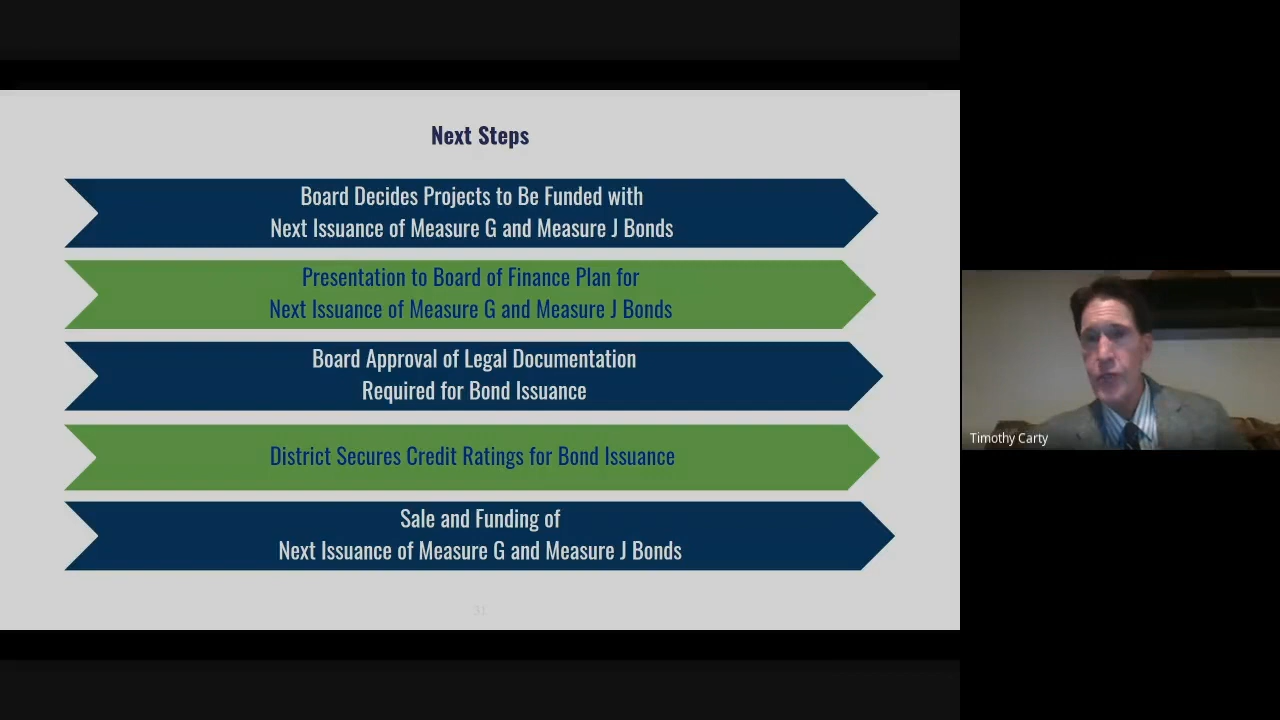 Next Steps
Board Decides Projects to Be Funded with
Next Issuance of Measure G and Measure J Bonds
Presentation to Board of Finance Plan for
Next Issuance of Measure G and Measure J Bonds
Board Approval of Legal Documentation
Required for Bond Issuance
District Secures Credit Ratings for Bond Issuance
Sale and Funding of
Next Issuance of Measure G and Measure J Bonds
31
Timothy Carty